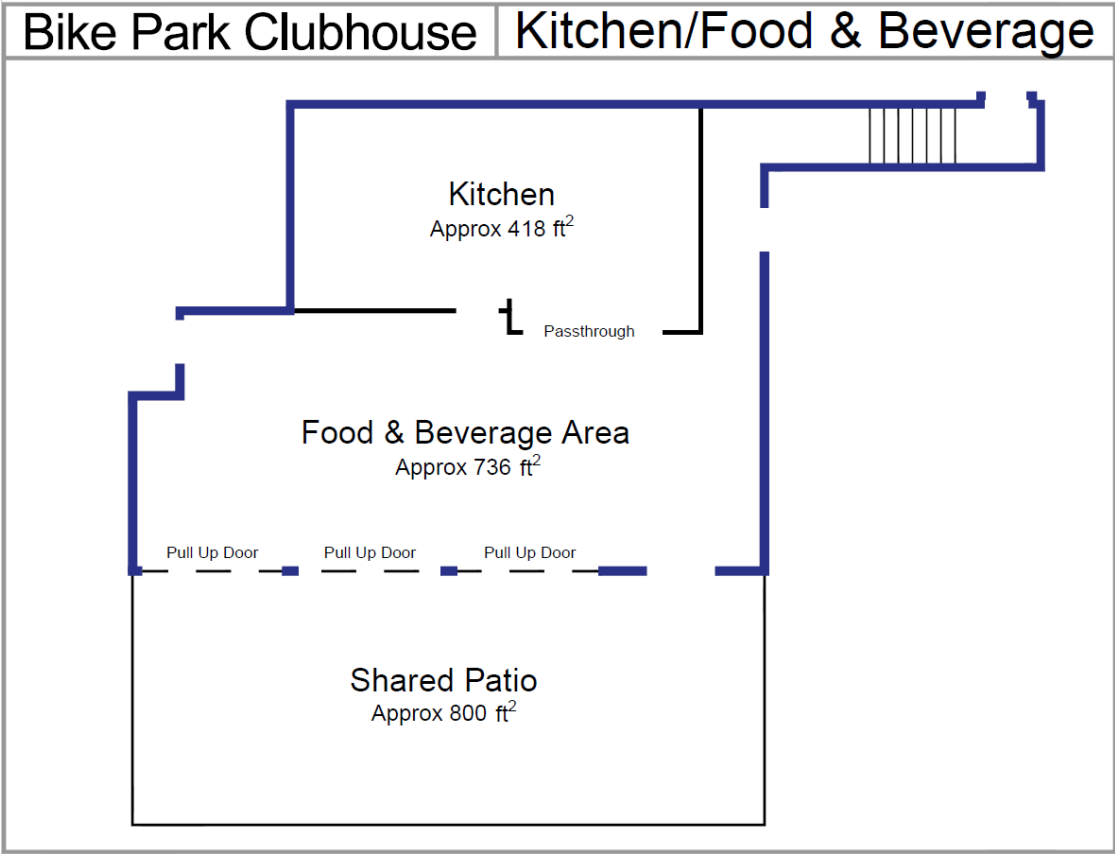 Bike Park Clubhouse
Kitchen/Food & Beverage
Kitchen
Approx 418 ft²
Passthrough
Food & Beverage Area
Approx 736 ft²
Pull Up Door
Pull Up Door
Pull Up Door
Shared Patio
Approx 800 ft²